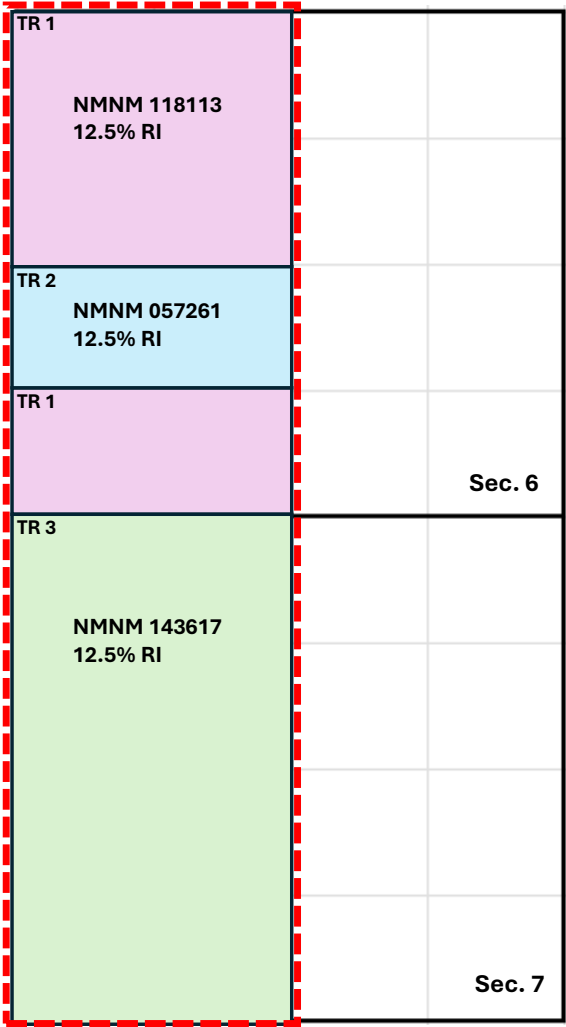 TR 1
NMNM 118113
12.5% RI
TR 2
NMNM 057261
12.5% RI
TR 1
Sec. 6
TR 3
NMNM 143617
12.5% RI
Sec. 7